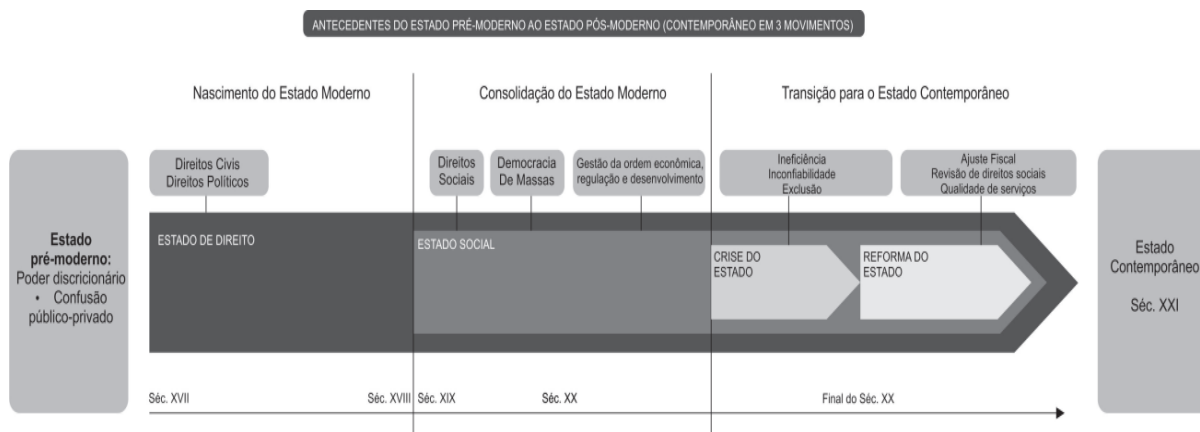 ANTECEDENTES DO ESTADO PRÉ-MODERNO AO ESTADO PÓS-MODERNO (CONTEMPORÂNEO EM 3 MOVIMENTOS)
Nascimento do Estado Moderno
Consolidação do Estado Moderno
Transição para o Estado Contemporâneo
Estado
pré-moderno:
Poder discricionário
• Confusão
público-privado
Direitos Civis
Direitos Políticos
Direitos
Sociais
Democracia
De Massas
Gestão da ordem econômica,
regulação e desenvolvimento
Ineficiência
Inconfiabilidade
Exclusão
Ajuste Fiscal
Revisão de direitos sociais
Qualidade de serviços
ESTADO DE DIREITO
ESTADO SOCIAL
CRISE DO
ESTADO
REFORMA DO
ESTADO
Estado
Contemporâneo
Séc. XXI
Séc. XVII
Séc. XVIII
Séc. XIX
Séc. XX
Final do Séc. XX